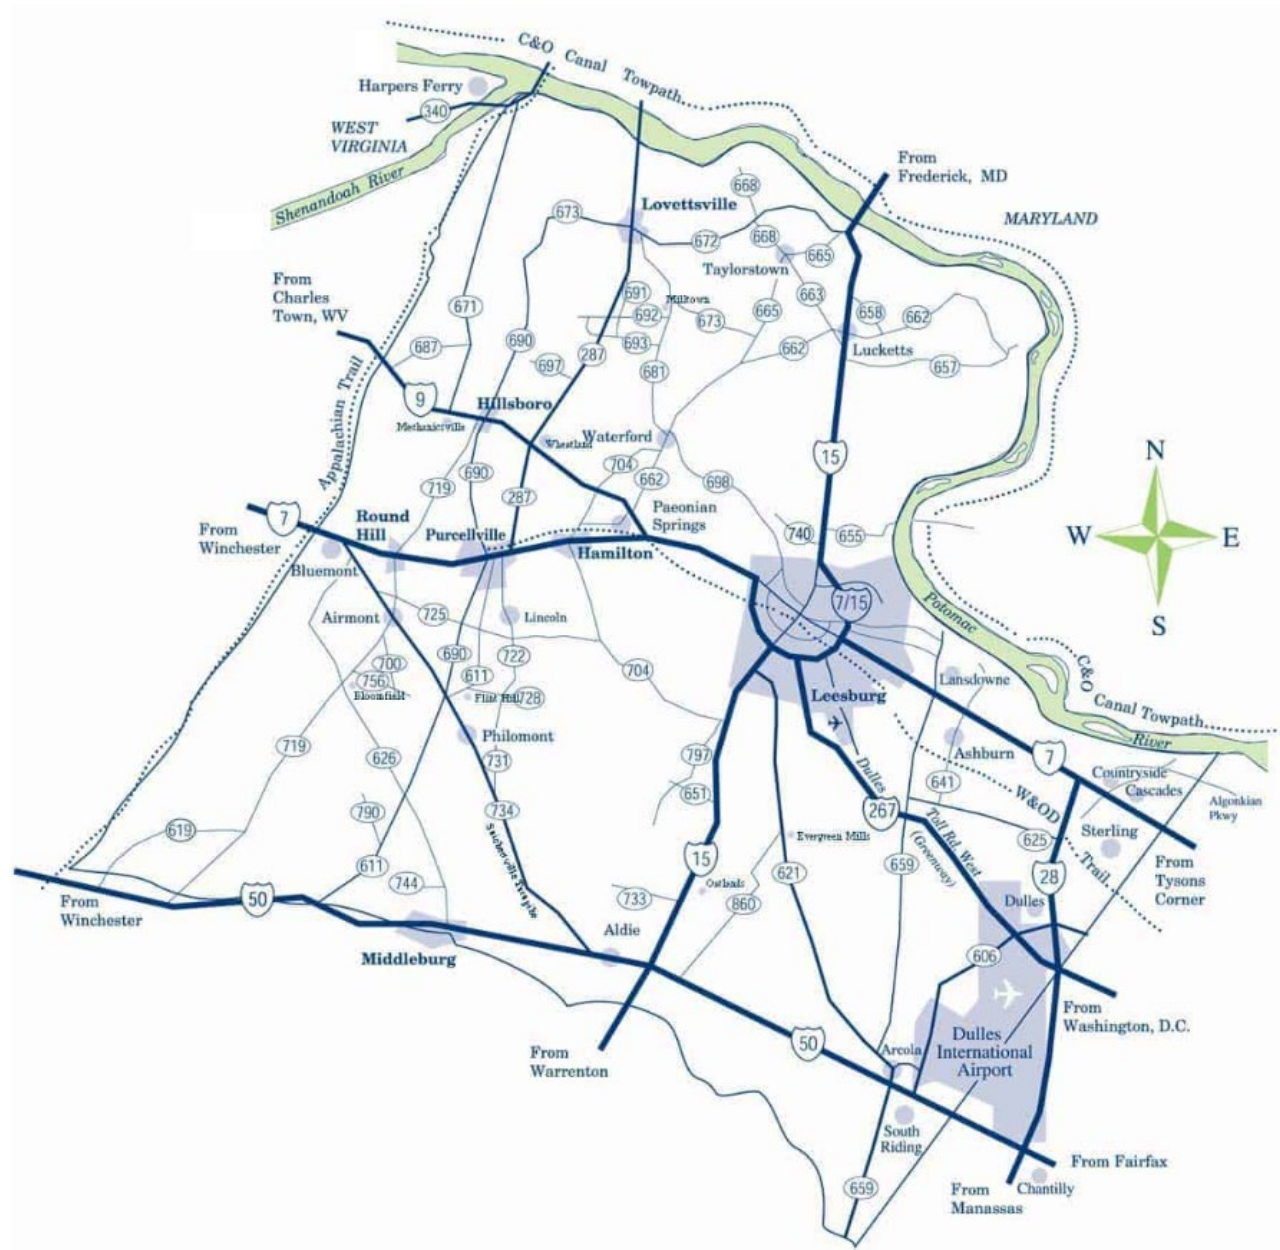 C&O Canal Towpath
Harpers Ferry
340
WEST
VIRGINIA
Shenandoah River
From
Frederick, MD
MARYLAND
668
Lovettsville
673
672
668
665
Taylorstown
From
Charles
Town, WV
691
Milltown
663
671
692
673
665
658
662
687
690
693
287
662
Lucketts
697
681
657
Appalachian Trail
9
Hillsboro
Mechanicsville
Wheatland
Waterford
15
N
704
690
719
662
698
287
Paeonian
Springs
7
Round
Hill
Purcellville
From
Winchester
740
655
W
E
Hamilton
Bluemont
7/15
Potomac
S
Airmont
725
Lincoln
690
722
700
611
704
C&O
Canal Towpath
756
Bloomfield
Flint Hill
728
Leesburg
Lansdowne
River
Philomont
719
626
731
797
Dulles
Ashburn
7
Countryside
Cascades
641
W&OD
Trail
651
Algonkian
Pkwy
790
734
267
Toll Rd. West
(Greenway)
619
Evergreen Mills
625
Sterling
From
Tysons
Corner
15
611
621
659
28
744
Oatlands
50
733
860
Dulles
From
Winchester
Aldie
Middleburg
606
From
Washington, D.C.
50
Dulles
International
Airport
From
Warrenton
Arcola
South
Riding
From Fairfax
659
From
Manassas
Chantilly